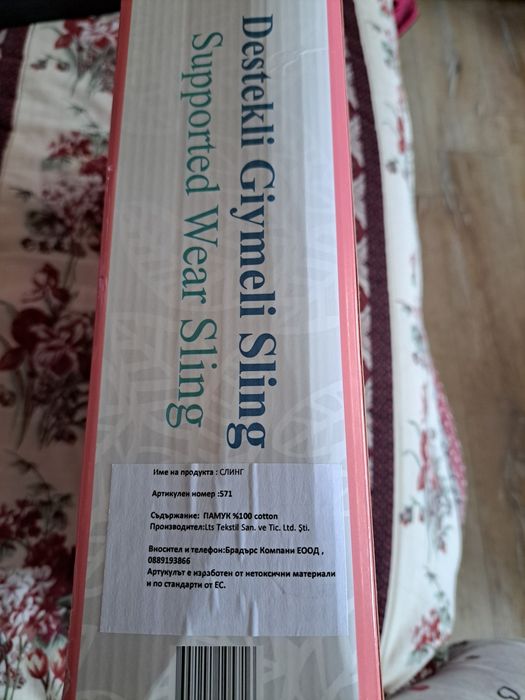 Destekli Giymeli Sling
Supported Wear Sling
Име на продукта : СЛИНГ
Артикулен номер :571
Съдържание: ПАМУК %100 cotton
Производител:Lts Tekstil San. ve Tic. Ltd. Şti.
Вносител и телефон:Брадърс Компани ЕООД ,
0889193866
Артукулът е изработен от нетоксични материали
и по стандарти от ЕС.